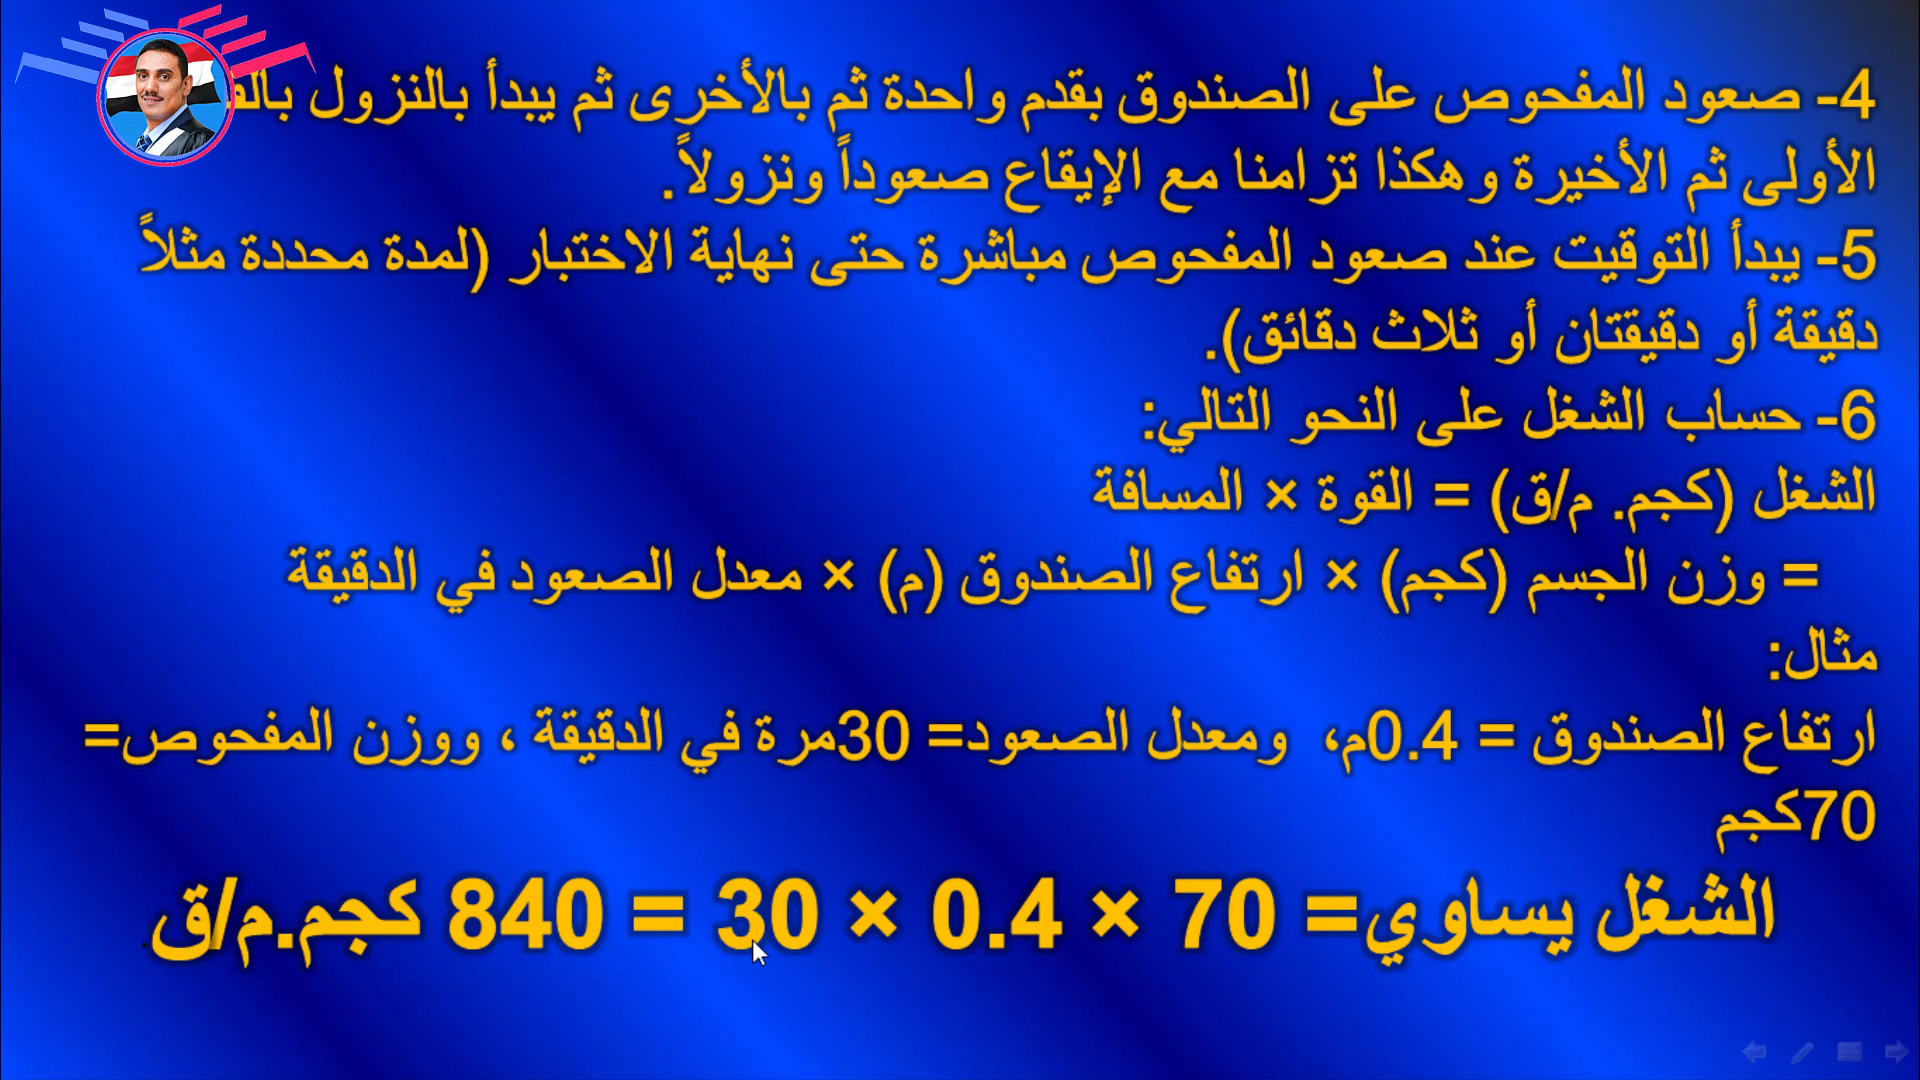 4- صعود المفحوص على الصندوق بقدم واحدة ثم بالأخرى ثم يبدأ بالنزول
الأولى ثم الأخيرة وهكذا تزامنا مع الإيقاع صعوداً ونزولاً.
5- يبدأ التوقيت عند صعود المفحوص مباشرة حتى نهاية الاختبار (لمدة محددة مثلاً
دقيقة أو دقيقتان أو ثلاث دقائق).
6- حساب الشغل على النحو التالي:
الشغل (كجم. م/ق) = القوة × المسافة
= وزن الجسم (كجم) × ارتفاع الصندوق (م) × معدل الصعود في الدقيقة
مثال:
ارتفاع الصندوق = 0.4م، ومعدل الصعود= 30مرة في الدقيقة ، ووزن المفحوص=
70كجم
الشغل يساوي= 70 × 0.4 × 30 = 840 كجم.م/ق.